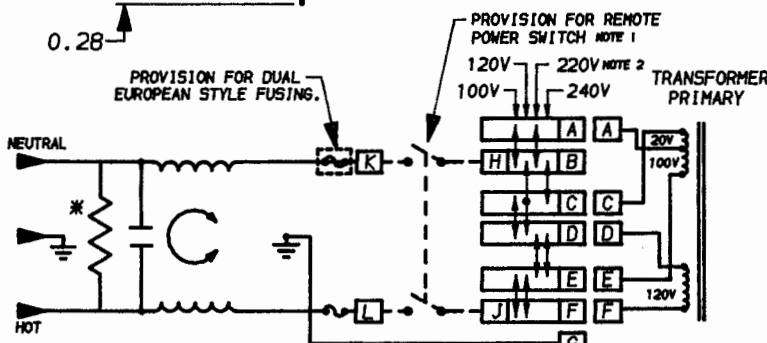 0.28
PROVISION FOR REMOTE
POWER SWITCH NOTE 1
PROVISION FOR DUAL
EUROPEAN STYLE FUSING.
120V
220V NOTE 2
100V
240V
TRANSFORMER
PRIMARY
NEUTRAL
HOT
*
K
L
H
J
A
B
C
D
E
F
G
A
C
D
E
F
20V
100V
120V